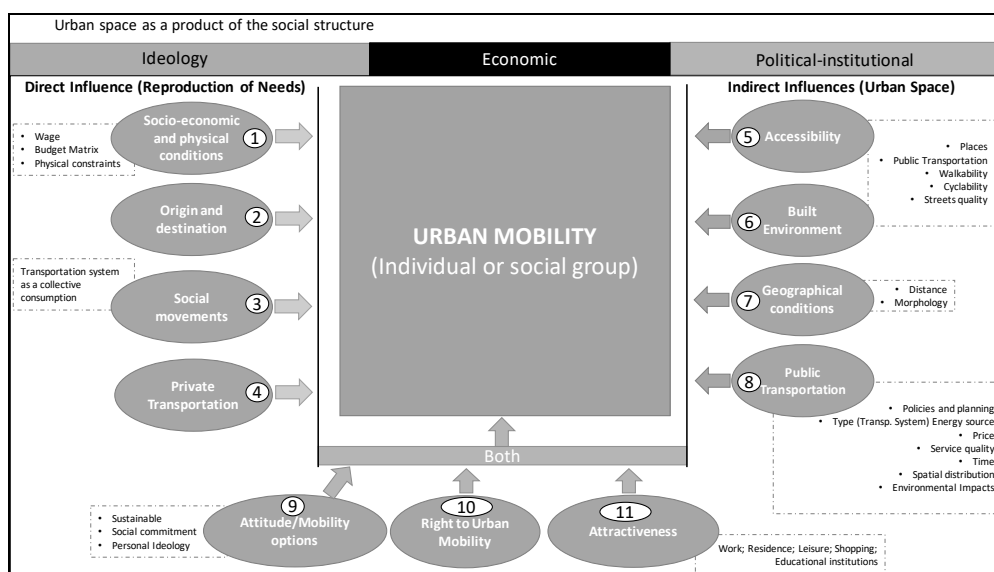 Urban space as a product of the social structure
Ideology
Economic
Political-institutional
Direct Influence (Reproduction of Needs)
Indirect Influences (Urban Space)
• Wage
• Budget Matrix
• Physical constraints
Socio-economic
and physical
conditions
1
Origin and
destination
2
Transportation system
as a collective
consumption
Social
movements
3
Private
Transportation
4
URBAN MOBILITY
(Individual or social group)
5
Accessibility
• Places
• Public Transportation
• Walkability
• Cyclability
• Streets quality
6
Built
Environment
7
Geographical
conditions
• Distance
• Morphology
8
Public
Transportation
• Policies and planning
• Type (Transp. System) Energy source
• Price
• Service quality
• Time
• Spatial distribution
• Environmental Impacts
Both
• Sustainable
• Social commitment
• Personal Ideology
9
Attitude/Mobility
options
10
Right to Urban
Mobility
11
Attractiveness
Work; Residence; Leisure; Shopping;
Educational institutions